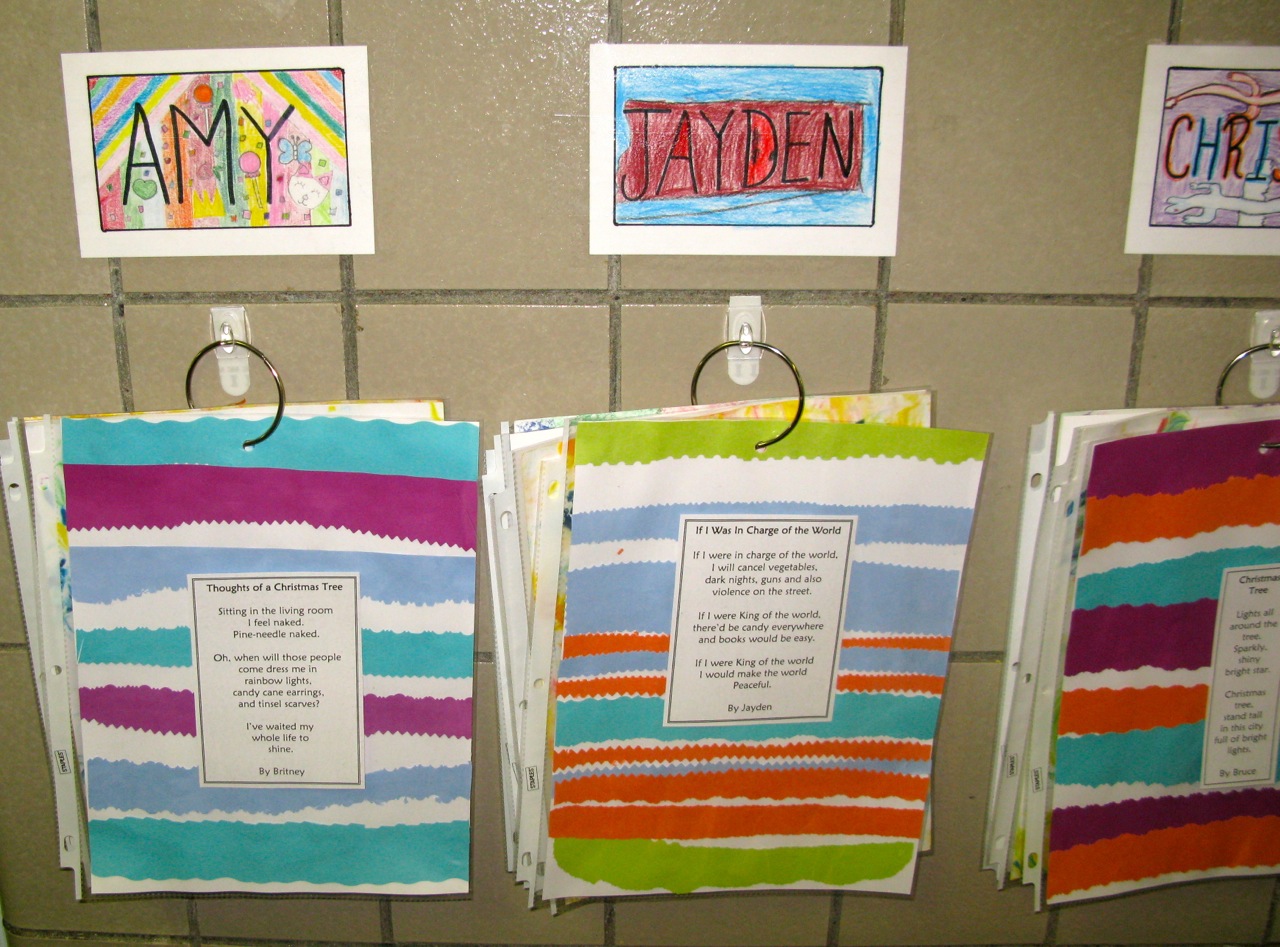 AMY
JAYDEN
CHRI
Thoughts of a Christmas Tree
Sitting in the living room
I feel naked.
Pine-needle naked.
Oh, when will those people
come dress me in
rainbow lights,
candy cane earrings,
and tinsel scarves?
I've waited my
whole life to
shine.
By Britney
If I Was In Charge of the World
If I were in charge of the world,
I will cancel vegetables,
dark nights, guns and also
violence on the street.
If I were King of the world,
there'd be candy everywhere
and books would be easy.
If I were King of the world
I would make the world
Peaceful.
By Jayden
Christmas
Tree
Lights all
around the
tree.
Sparkly,
shiny
bright star.
Christmas
tree,
stand tall
in this city
full of bright
lights.
By Bruce
STAPLES
STAPLES
STAPLES
STAPLES